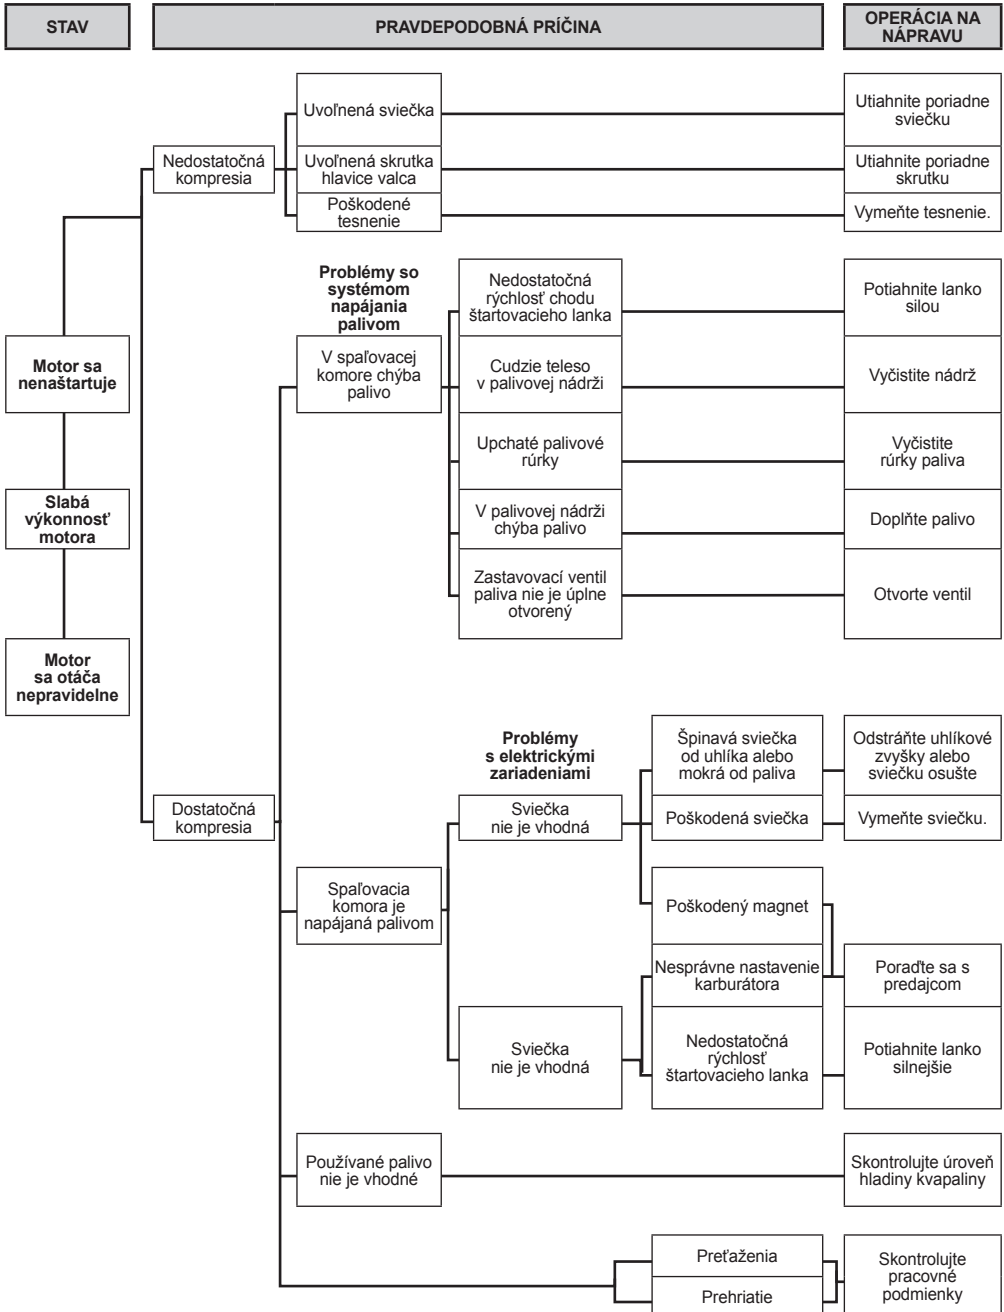 STAV
PRAVDEPODOBNÁ PRÍČINA
OPERÁCIA NA
NÁPRAVU
Uvoľnená sviečka
Utiahnite poriadne
sviečku
Nedostatočná
kompresia
Uvoľnená skrutka
hlavice valca
Utiahnite poriadne
skrutku
Poškodené
tesnenie
Vymeňte tesnenie.
Problémy so
systémom
napájania
palivom
Nedostatočná
rýchlosť chodu
štartovacieho lanka
Potiahnite lanko
silou
Motor sa
nenaštartuje
V spaľovacej
komore chýba
palivo
Cudzie teleso
v palivovej nádrži
Vyčistite nádrž
Upchaté palivové
rúrky
Vyčistite
rúrky paliva
Slabá
výkonnosť
motora
V palivovej nádrži
chýba palivo
Doplňte palivo
Zastavovací ventil
paliva nie je úplne
otvorený
Otvorte ventil
Motor
sa otáča
nepravidelne
Problémy
s elektrickými
zariadeniami
Špinavá sviečka
od uhlíka alebo
mokrá od paliva
Odstráňte uhlíkové
zvyšky alebo
sviečku osušte
Dostatočná
kompresia
Sviečka
nie je vhodná
Poškodená sviečka
Vymeňte sviečku.
Spaľovacia
komora je
napájaná palivom
Poškodený magnet
Nesprávne nastavenie
karburátora
Poraďte sa s
predajcom
Sviečka
nie je vhodná
Nedostatočná
rýchlosť
štartovacieho lanka
Potiahnite lanko
silnejšie
Používané palivo
nie je vhodné
Skontrolujte úroveň
hladiny kvapaliny
Preťaženia
Prehriatie
Skontrolujte
pracovné
podmienky